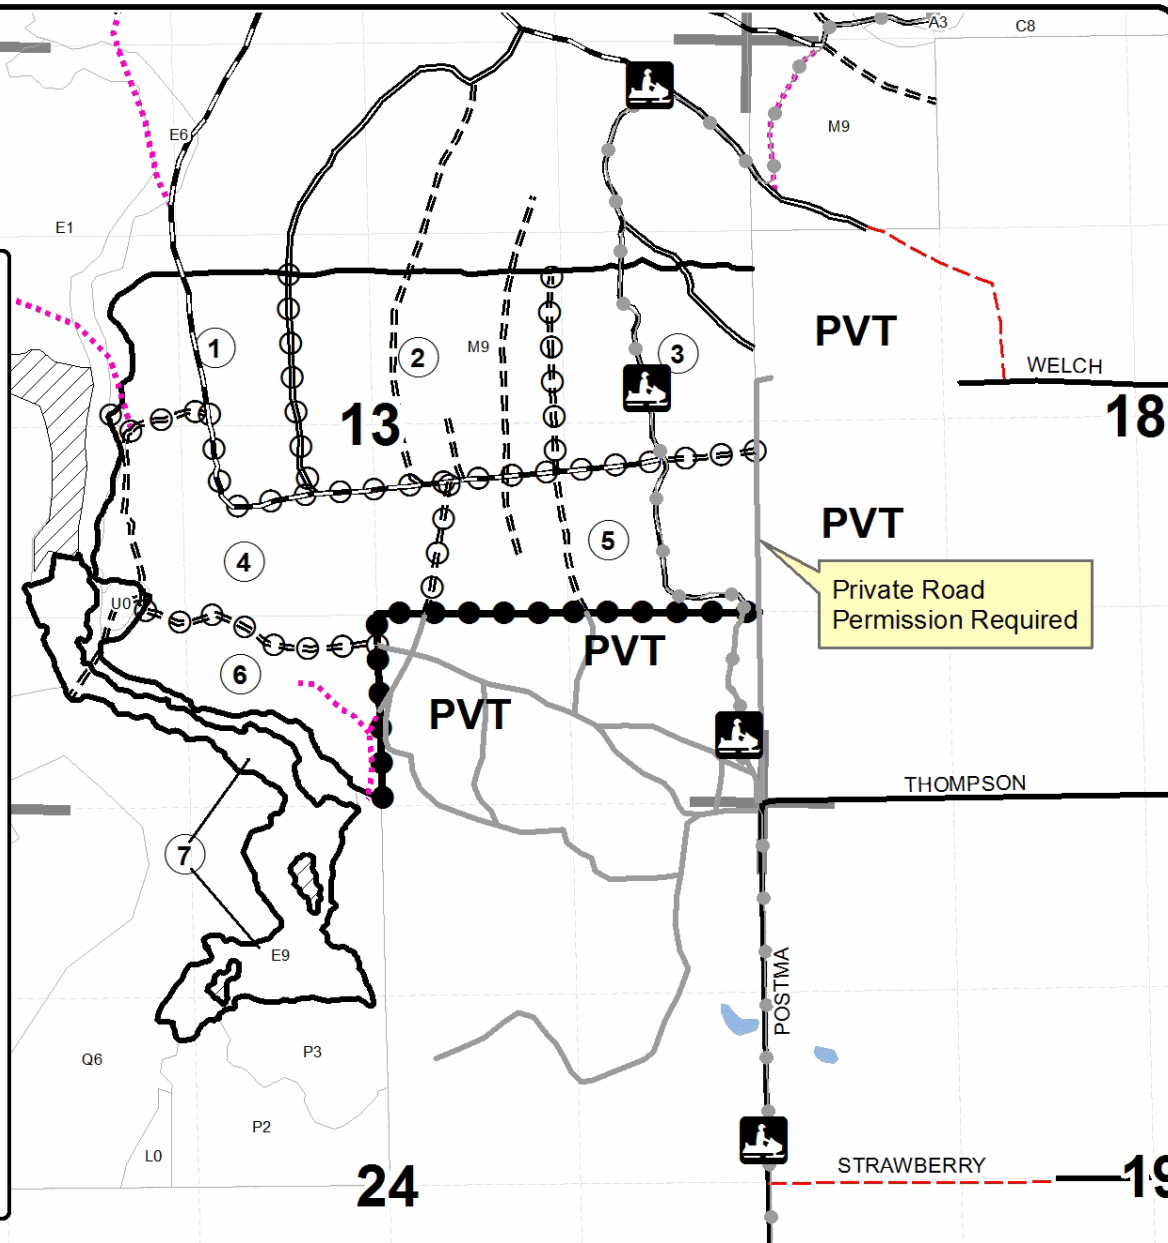 A3
C8
E6
M9
E1
PVT
1
2
M9
3
WELCH
13
18
PVT
4
5
Private Road
Permission Required
U0
PVT
6
PVT
THOMPSON
7
E9
POSTMA
Q6
P3
P2
L0
STRAWBERRY
24
19